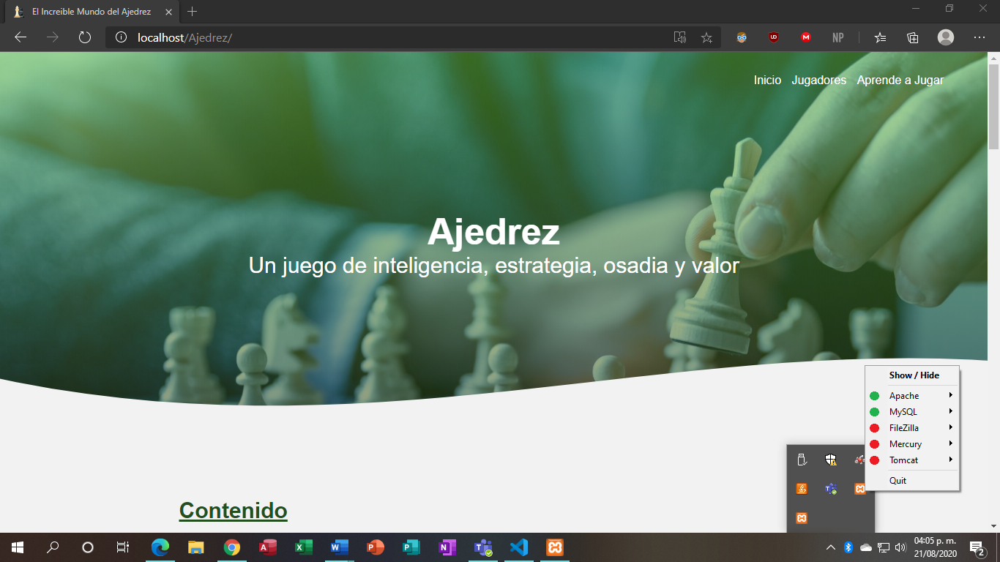 El Increible Mundo del Ajedrez
localhost/Ajedrez/
UD
M
NP
Inicio Jugadores Aprende a Jugar
Ajedrez
Un juego de inteligencia, estrategia, osadia y valor
Contenido
Show / Hide
Apache
MySQL
FileZilla
Mercury
Tomcat
Quit
04:05 p. m.
21/08/2020
2